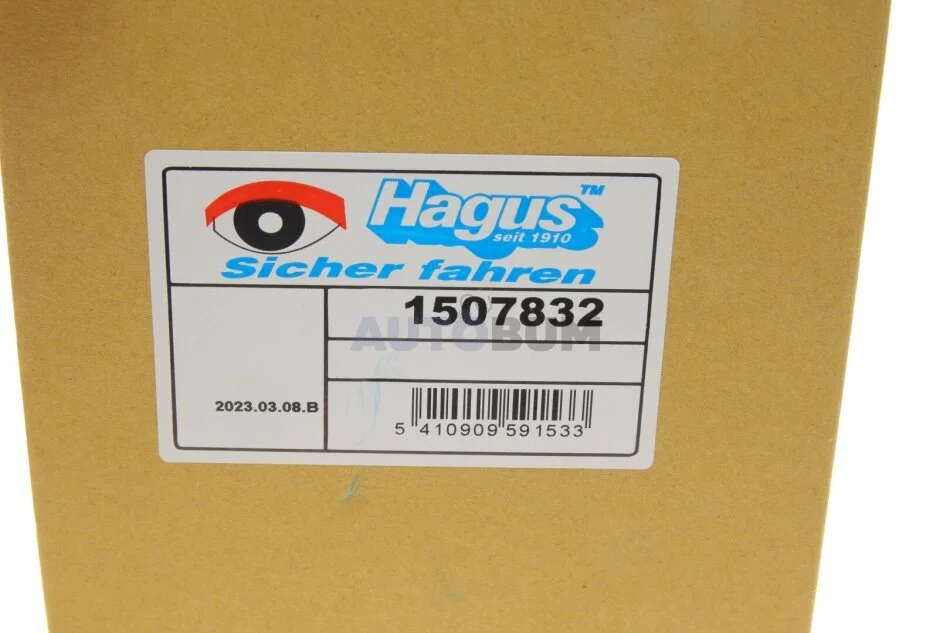 Hagus™
seit 1910
Sicher fahren
1507832
AUTOBUM
2023.03.08.B
5 410909 591533